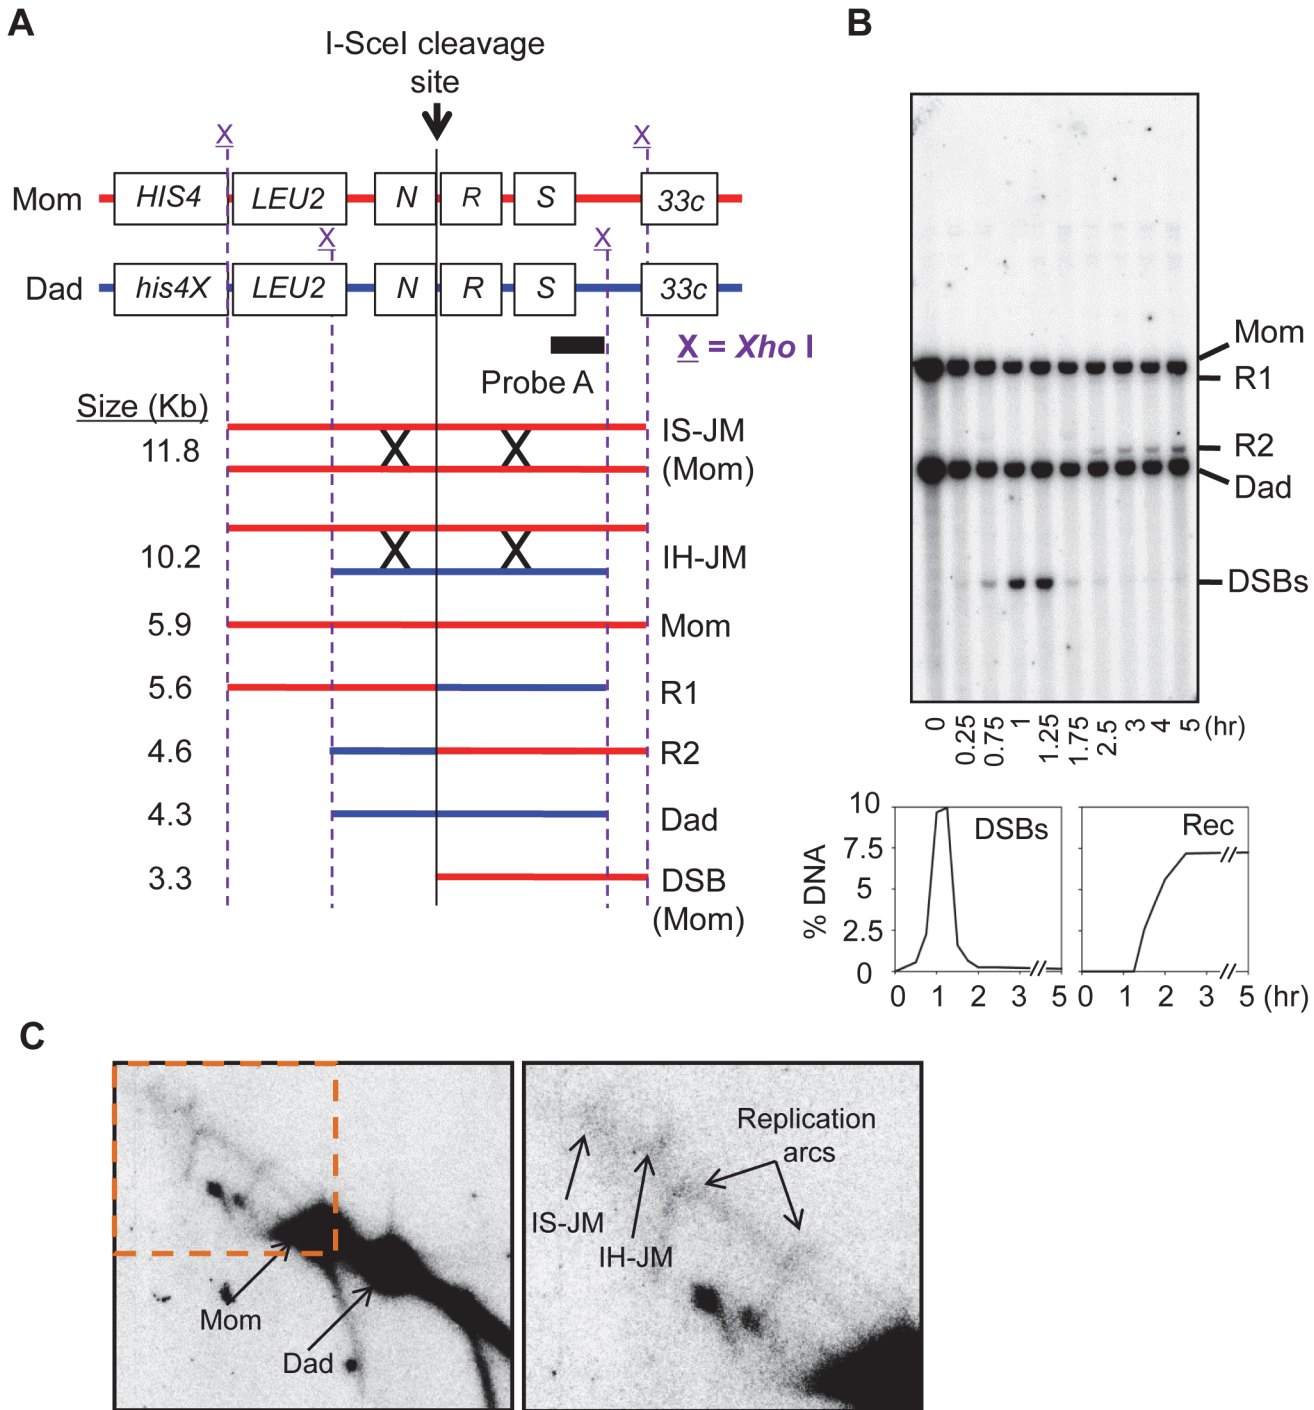 A
I-SceI cleavage
site
X
X
Mom
HIS4
LEU2
N
R
S
33c
X
X
Dad
his4X
LEU2
N
R
S
33c
X = Xho I
Probe A
Size (Kb)
11.8
IS-JM
(Mom)
X
X
10.2
IH-JM
X
X
5.9
Mom
5.6
R1
4.6
R2
4.3
Dad
3.3
DSB
(Mom)
B
Mom
R1
R2
Dad
DSBs
0
0.25
0.75
1
1.25
1.75
2.5
3
4
5
(hr)
% DNA
10
7.5
5
2.5
0
DSBs
0 1 2 3 5
Rec
0 1 2 3 5 (hr)
C
Mom
Dad
Replication
arcs
IS-JM
IH-JM